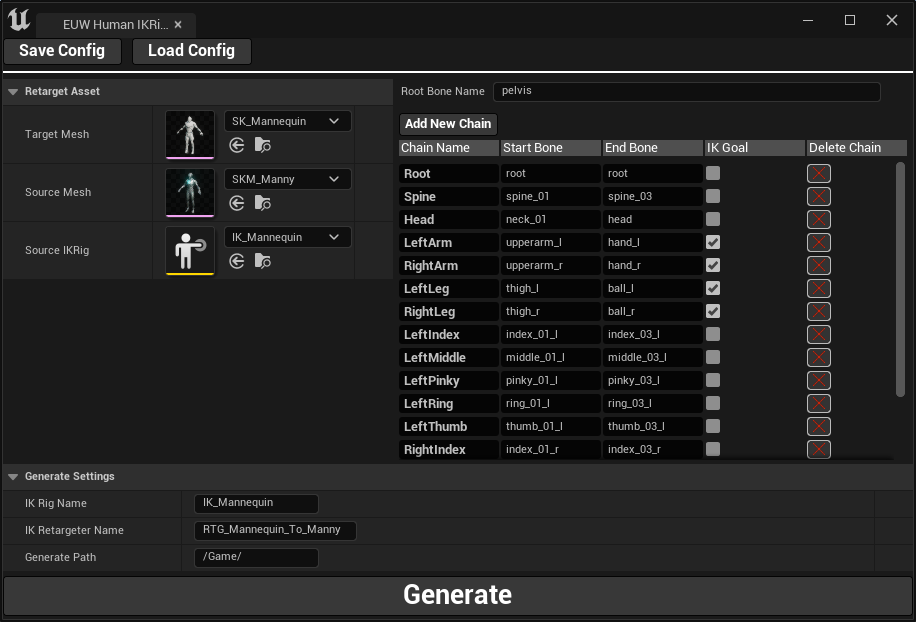 EUW Human IKRi...
Save Config Load Config
Retarget Asset
Target Mesh SK_Mannequin
Source Mesh SKM_Manny
Source IKRig IK_Mannequin
Root Bone Name pelvis
Add New Chain
Chain Name Start Bone End Bone IK Goal Delete Chain
Root root root
Spine spine_01 spine_03
Head neck_01 head
LeftArm upperarm_l hand_l
RightArm upperarm_r hand_r
LeftLeg thigh_l ball_l
RightLeg thigh_r ball_r
LeftIndex index_01_l index_03_l
LeftMiddle middle_01_l middle_03_l
LeftPinky pinky_01_l pinky_03_l
LeftRing ring_01_l ring_03_l
LeftThumb thumb_01_l thumb_03_l
RightIndex index_01_r index_03_r
Generate Settings
IK Rig Name IK_Mannequin
IK Retargeter Name RTG_Mannequin_To_Manny
Generate Path /Game/
Generate